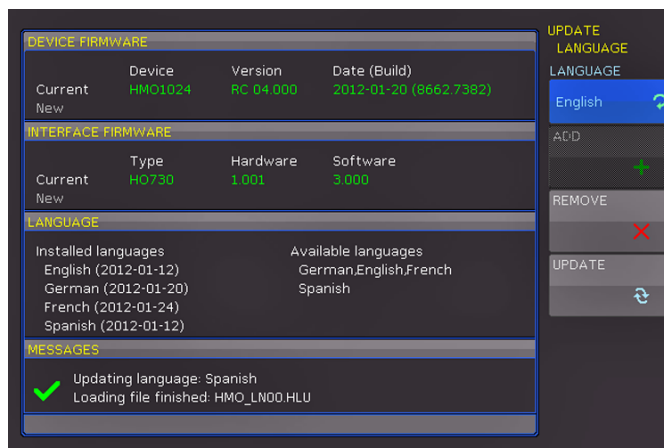 DEVICE FIRMWARE
Device Version Date (Build)
Current HMO1024 RC 04.000 2012-01-20 (8662.7382)
New
INTERFACE FIRMWARE
Type Hardware Software
Current HO730 1.001 3.000
New
LANGUAGE
Installed languages Available languages
English (2012-01-12) German,English,French
German (2012-01-20) Spanish
French (2012-01-24)
Spanish (2012-01-12)
MESSAGES
Updating language: Spanish
Loading file finished: HMO_LN00.HLU
UPDATE
LANGUAGE
LANGUAGE
English
ADD
REMOVE
UPDATE